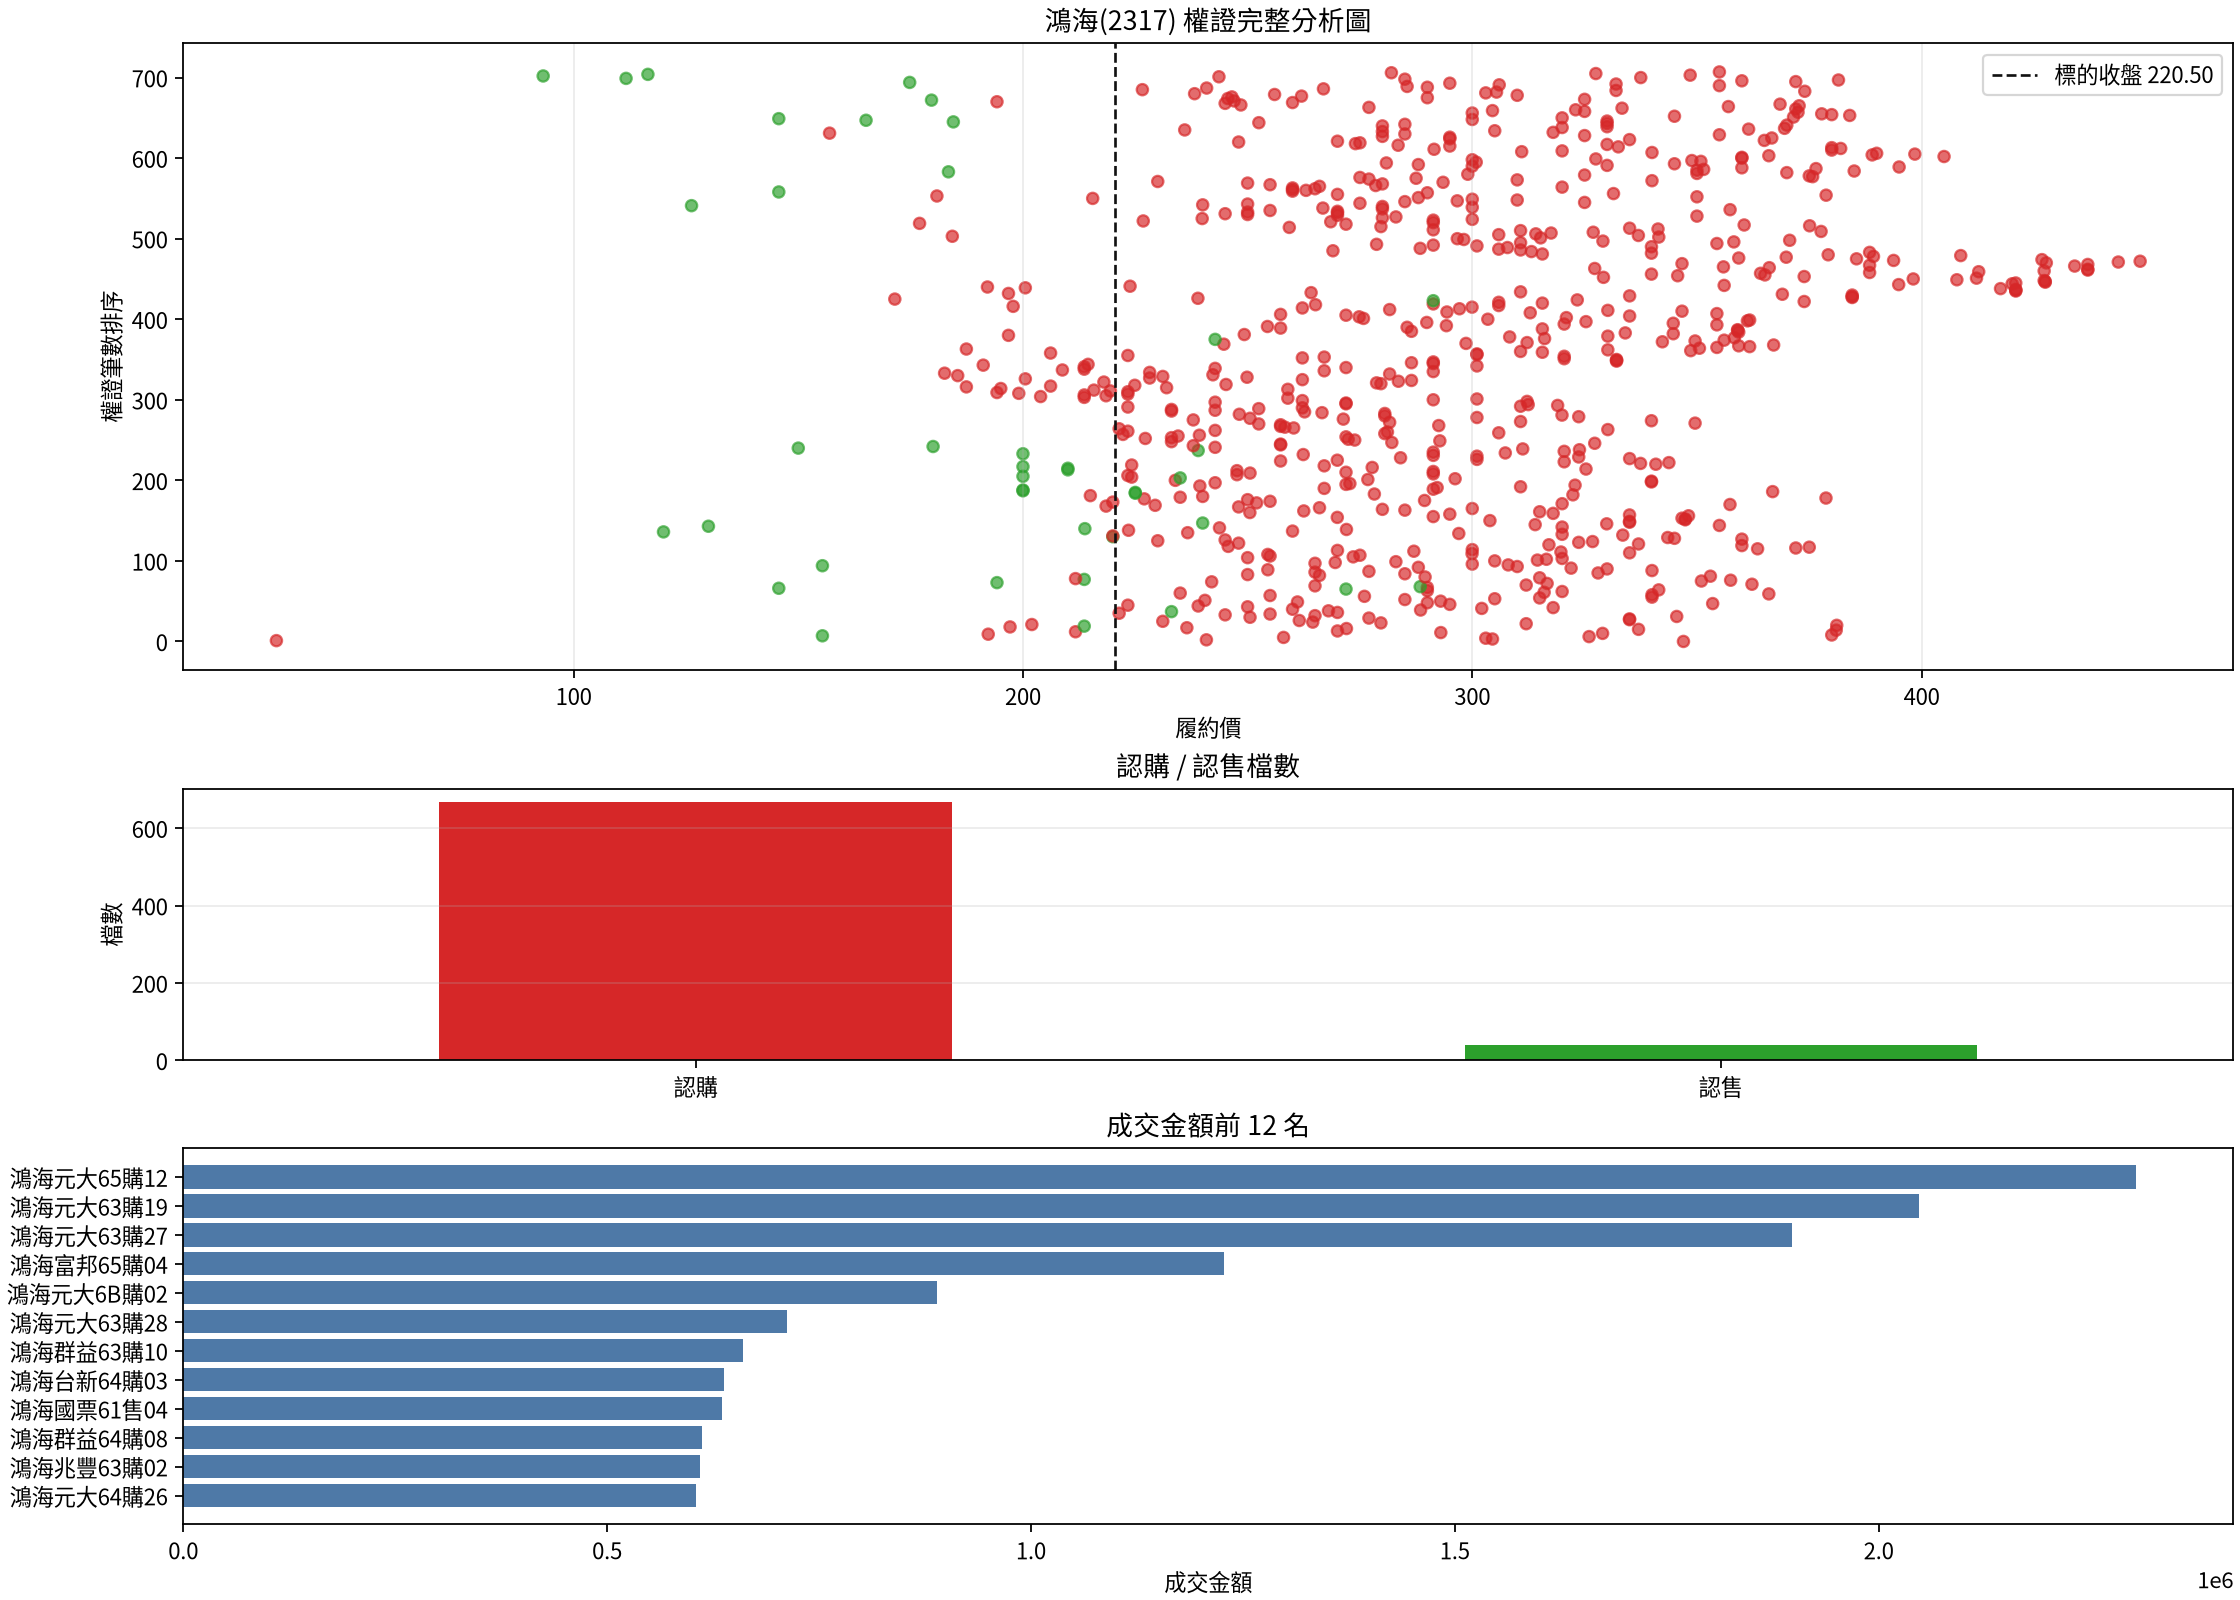 鴻海(2317) 權證完整分析圖
標的收盤 220.50
權證筆數排序
700
600
500
400
300
200
100
0
100
200
300
400
履約價
認購 / 認售檔數
檔數
600
400
200
0
認購
認售
成交金額前 12 名
鴻海元大65購12
鴻海元大63購19
鴻海元大63購27
鴻海富邦65購04
鴻海元大6B購02
鴻海元大63購28
鴻海群益63購10
鴻海台新64購03
鴻海國票61售04
鴻海群益64購08
鴻海兆豐63購02
鴻海元大64購26
0.0
0.5
1.0
1.5
2.0
成交金額
1e6